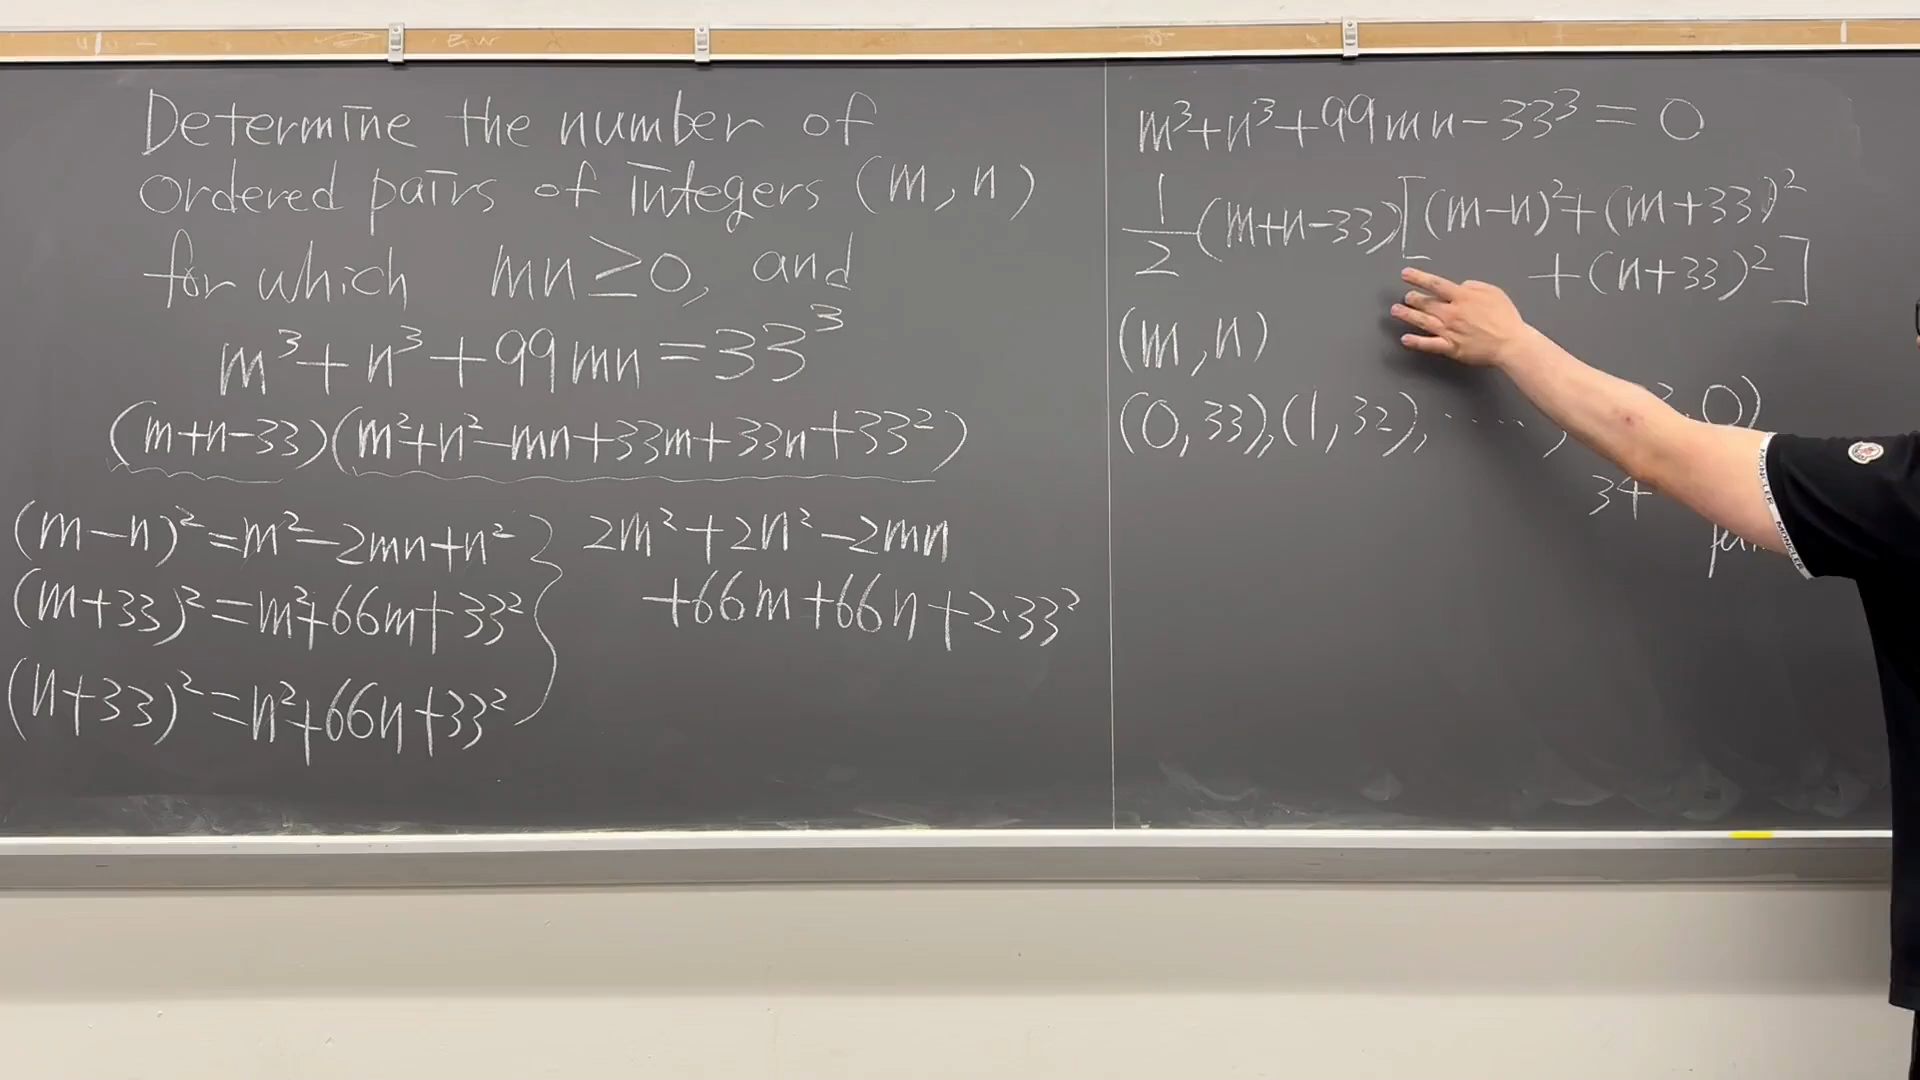 Determine the number of
ordered pairs of integers (m, n)
for which mn ≥ 0, and
m³ + n³ + 99mn = 33³
(m+n-33)(m²+n²-mn+33m+33n+33²)
(m-n)² = m² - 2mn + n²
(m+33)² = m² + 66m + 33²
(n+33)² = n² + 66n + 33²
2m² + 2n² - 2mn
+66m + 66n + 2·33²
m³ + n³ + 99mn - 33³ = 0
1/2 (m+n-33)[(m-n)² + (m+33)²
+ (n+33)²]
(m, n)
(0, 33), (1, 32), ....., , 0)
34
MONCLER MONCLER